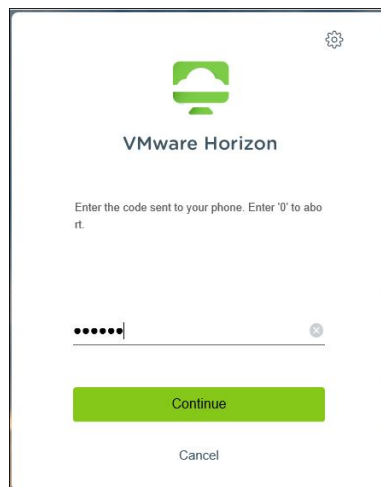 VMware Horizon
Enter the code sent to your phone. Enter '0' to abo
rt.
••••••
Continue
Cancel